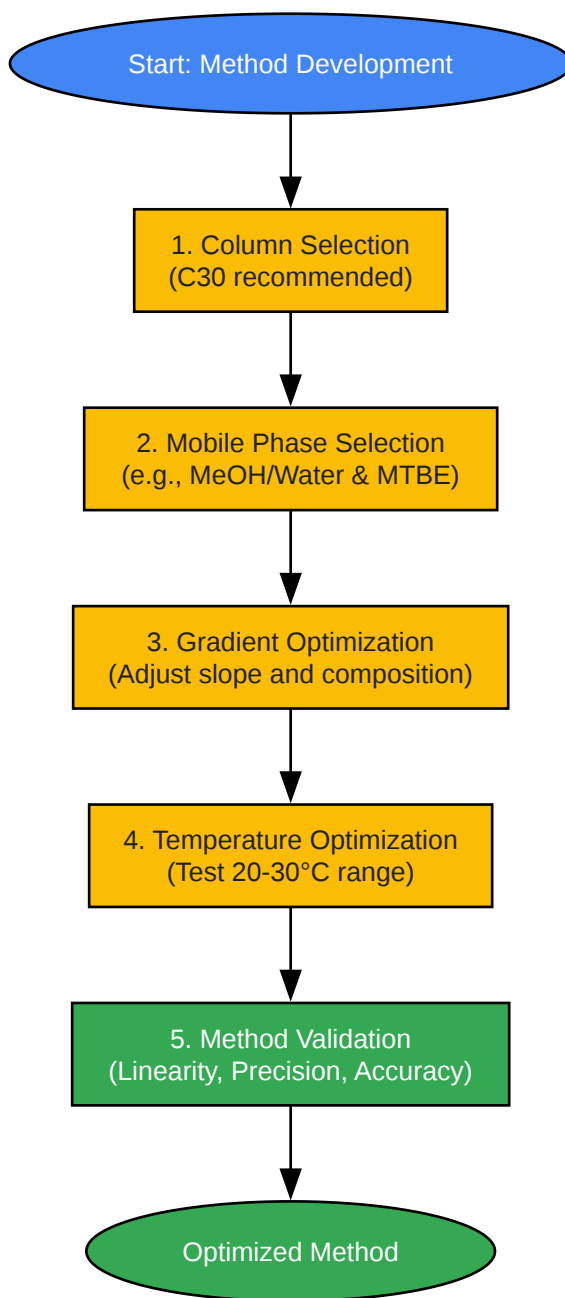 Start: Method Development
1. Column Selection
(C30 recommended)
2. Mobile Phase Selection
(e.g., MeOH/Water & MTBE)
3. Gradient Optimization
(Adjust slope and composition)
4. Temperature Optimization
(Test 20-30°C range)
5. Method Validation
(Linearity, Precision, Accuracy)
Optimized Method